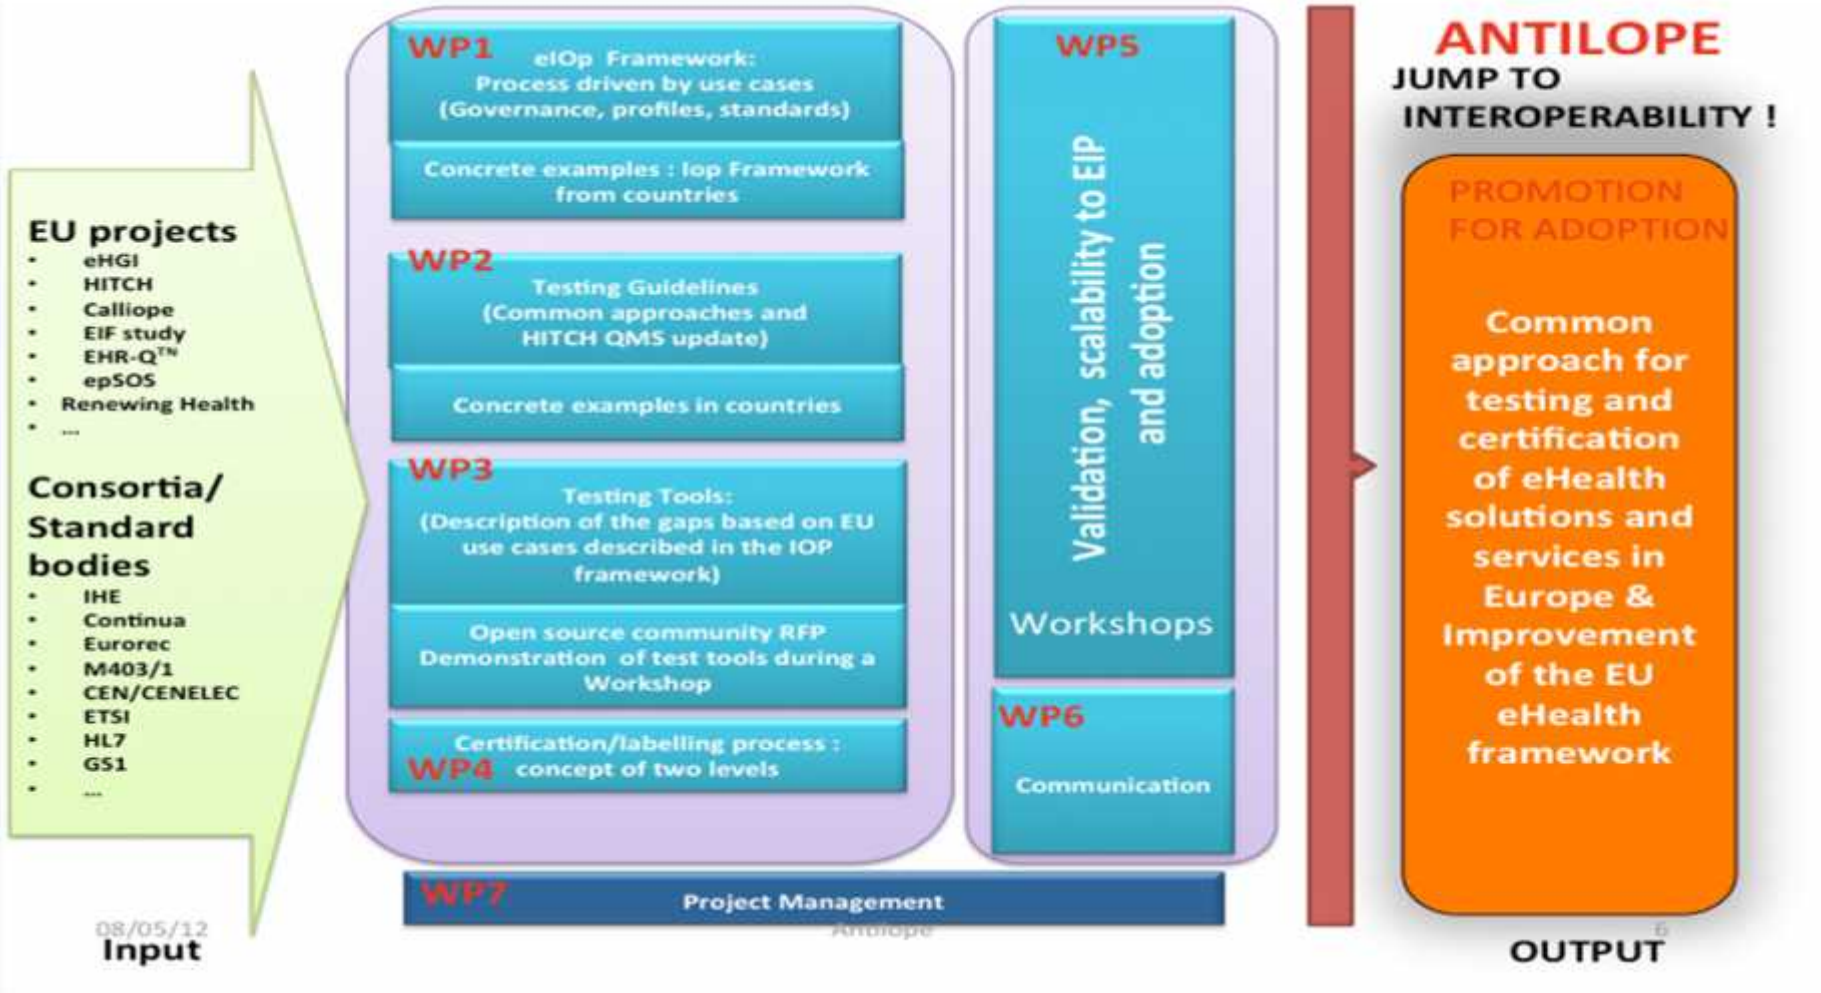 EU projects
• eHGI
• HITCH
• Calliope
• EIF study
• EHR-Q™
• epSOS
• Renewing Health
• ...
Consortia/
Standard
bodies
• IHE
• Continua
• Eurorec
• M403/1
• CEN/CENELEC
• ETSI
• HL7
• GS1
• ...
08/05/12
Input
WP1
eIOp Framework:
Process driven by use cases
(Governance, profiles, standards)
Concrete examples : Iop Framework
from countries
WP2
Testing Guidelines
(Common approaches and
HITCH QMS update)
Concrete examples in countries
WP3
Testing Tools:
(Description of the gaps based on EU
use cases described in the IOP
framework)
Open source community RFP
Demonstration of test tools during a
Workshop
Certification/labelling process :
WP4 concept of two levels
WP5
Validation, scalability to EIP
and adoption
Workshops
WP6
Communication
WP7
Project Management
Antilope
ANTILOPE
JUMP TO
INTEROPERABILITY !
PROMOTION
FOR ADOPTION
Common
approach for
testing and
certification
of eHealth
solutions and
services in
Europe &
Improvement
of the EU
eHealth
framework
6
OUTPUT